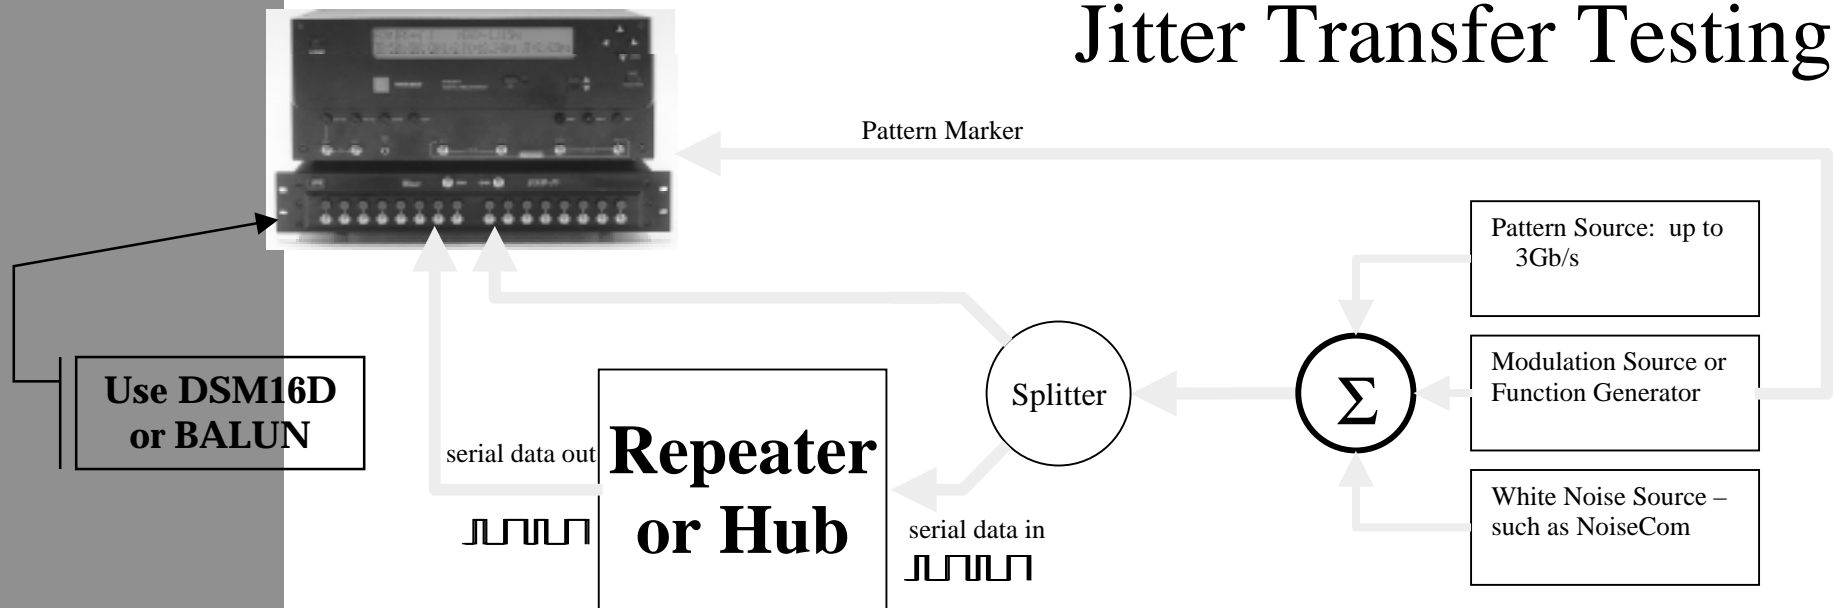 Jitter Transfer Testing
Pattern Marker
Pattern Source: up to
3Gb/s
Modulation Source or
Function Generator
White Noise Source –
such as NoiseCom
Σ
Splitter
Use DSM16D
or BALUN
serial data out
Repeater
or Hub
serial data in